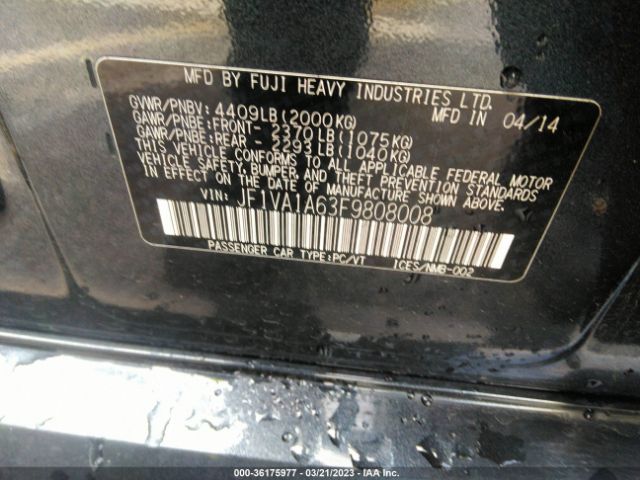 MFD BY FUJI HEAVY INDUSTRIES LTD.
GVWR/PNBV: 4409LB(2000KG) MFD IN 04/14
GAWR/PNBE:FRONT- 2370LB(1075KG)
GAWR/PNBE:REAR - 2293LB(1040KG)
THIS VEHICLE CONFORMS TO ALL APPLICABLE FEDERAL MOTOR
VEHICLE SAFETY, BUMPER, AND THEFT PREVENTION STANDARDS
IN EFFECT ON THE DATE OF MANUFACTURE SHOWN ABOVE.
VIN: JF1VA1A63F9808008
PASSENGER CAR TYPE:PC/VT ICES/NMB-002
000-36175977 — 03/21/2023 — IAA Inc.